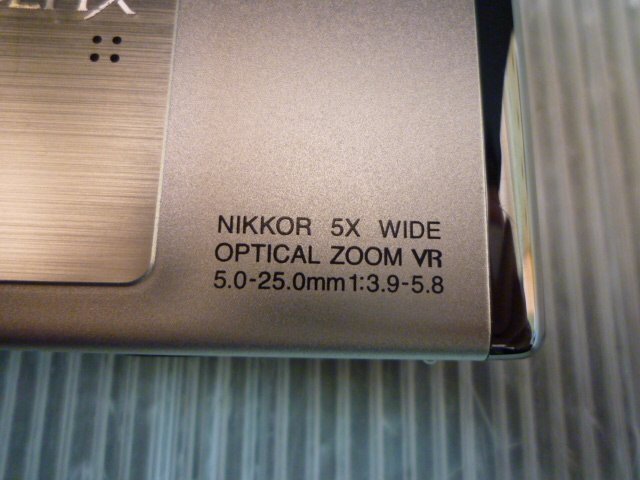 NIKKOR 5X WIDE
OPTICAL ZOOM VR
5.0-25.0mm 1:3.9-5.8